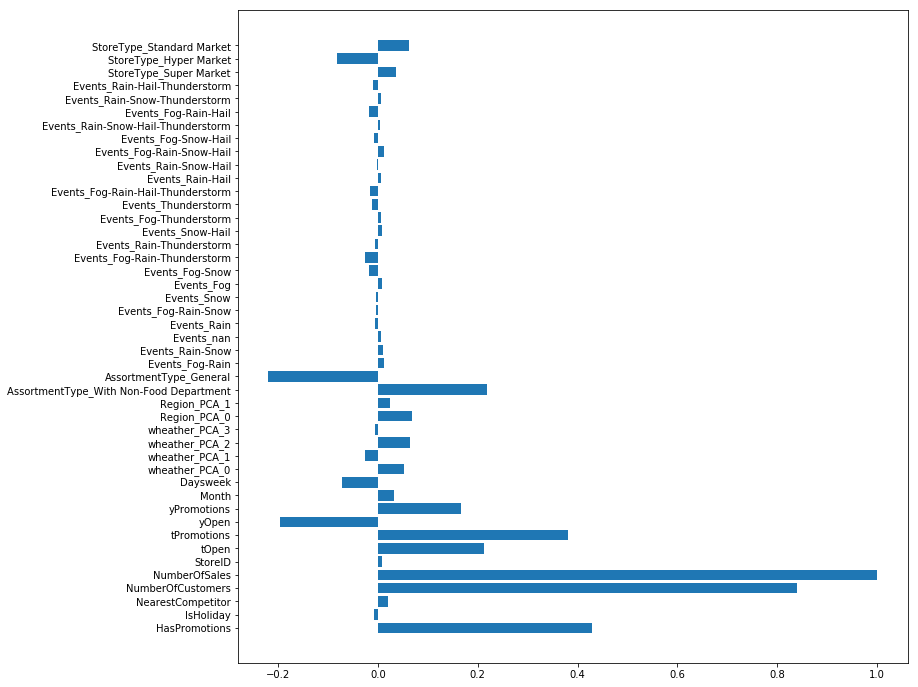 StoreType_Standard Market
StoreType_Hyper Market
StoreType_Super Market
Events_Rain-Hail-Thunderstorm
Events_Rain-Snow-Thunderstorm
Events_Fog-Rain-Hail
Events_Rain-Snow-Hail-Thunderstorm
Events_Fog-Snow-Hail
Events_Fog-Rain-Snow-Hail
Events_Rain-Snow-Hail
Events_Rain-Hail
Events_Fog-Rain-Hail-Thunderstorm
Events_Thunderstorm
Events_Fog-Thunderstorm
Events_Snow-Hail
Events_Rain-Thunderstorm
Events_Fog-Rain-Thunderstorm
Events_Fog-Snow
Events_Fog
Events_Snow
Events_Fog-Rain-Snow
Events_Rain
Events_nan
Events_Rain-Snow
Events_Fog-Rain
AssortmentType_General
AssortmentType_With Non-Food Department
Region_PCA_1
Region_PCA_0
wheather_PCA_3
wheather_PCA_2
wheather_PCA_1
wheather_PCA_0
Daysweek
Month
yPromotions
yOpen
tPromotions
tOpen
StoreID
NumberOfSales
NumberOfCustomers
NearestCompetitor
IsHoliday
HasPromotions
−0.2 0.0 0.2 0.4 0.6 0.8 1.0